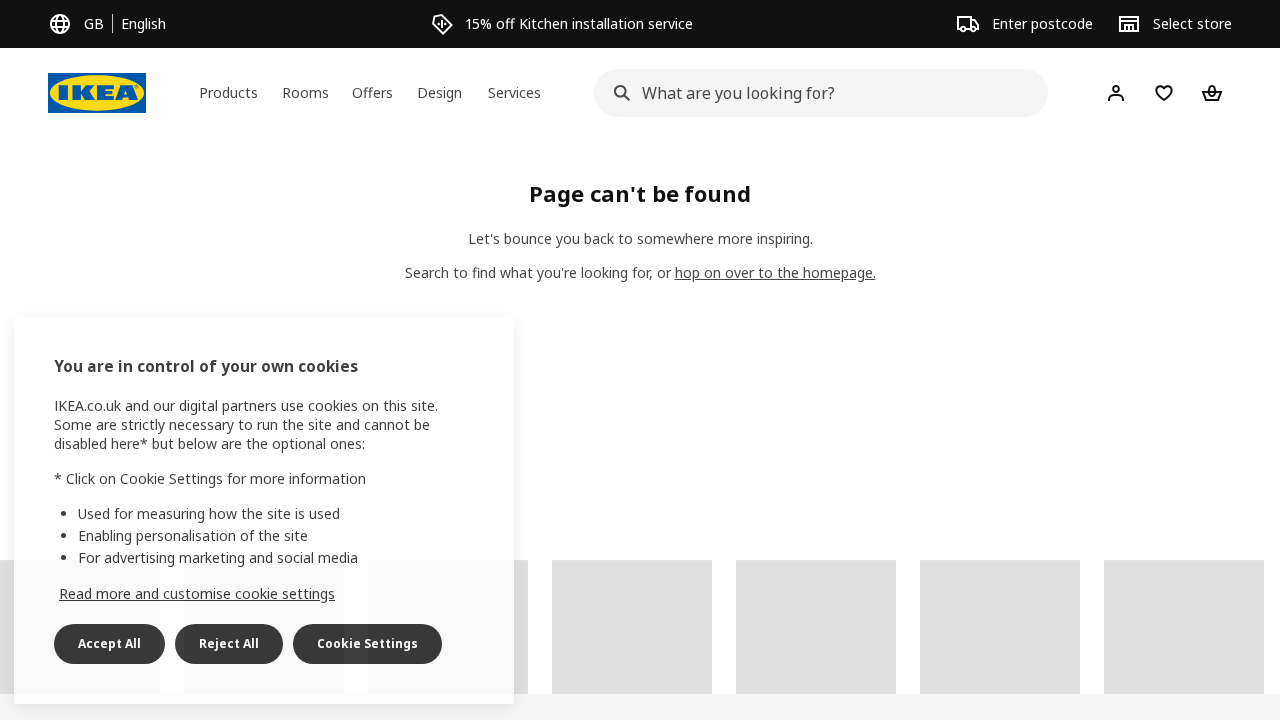 GB English
15% off Kitchen installation service
Enter postcode
Select store
IKEA
Products
Rooms
Offers
Design
Services
What are you looking for?
Page can't be found
Let's bounce you back to somewhere more inspiring.
Search to find what you're looking for, or hop on over to the homepage.
You are in control of your own cookies
IKEA.co.uk and our digital partners use cookies on this site.
Some are strictly necessary to run the site and cannot be
disabled here* but below are the optional ones:
* Click on Cookie Settings for more information
• Used for measuring how the site is used
• Enabling personalisation of the site
• For advertising marketing and social media
Read more and customise cookie settings
Accept All
Reject All
Cookie Settings